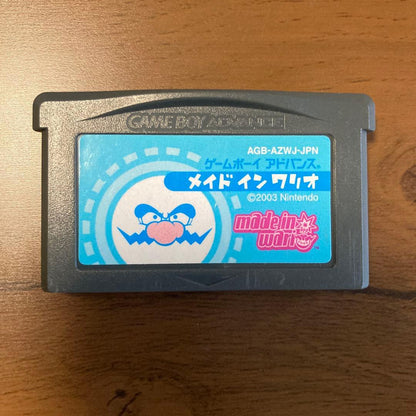 GAME BOY ADVANCE
AGB-AZWJ-JPN
ゲームボーイ アドバンス®
メイド イン ワリオ
©2003 Nintendo
made in
wario